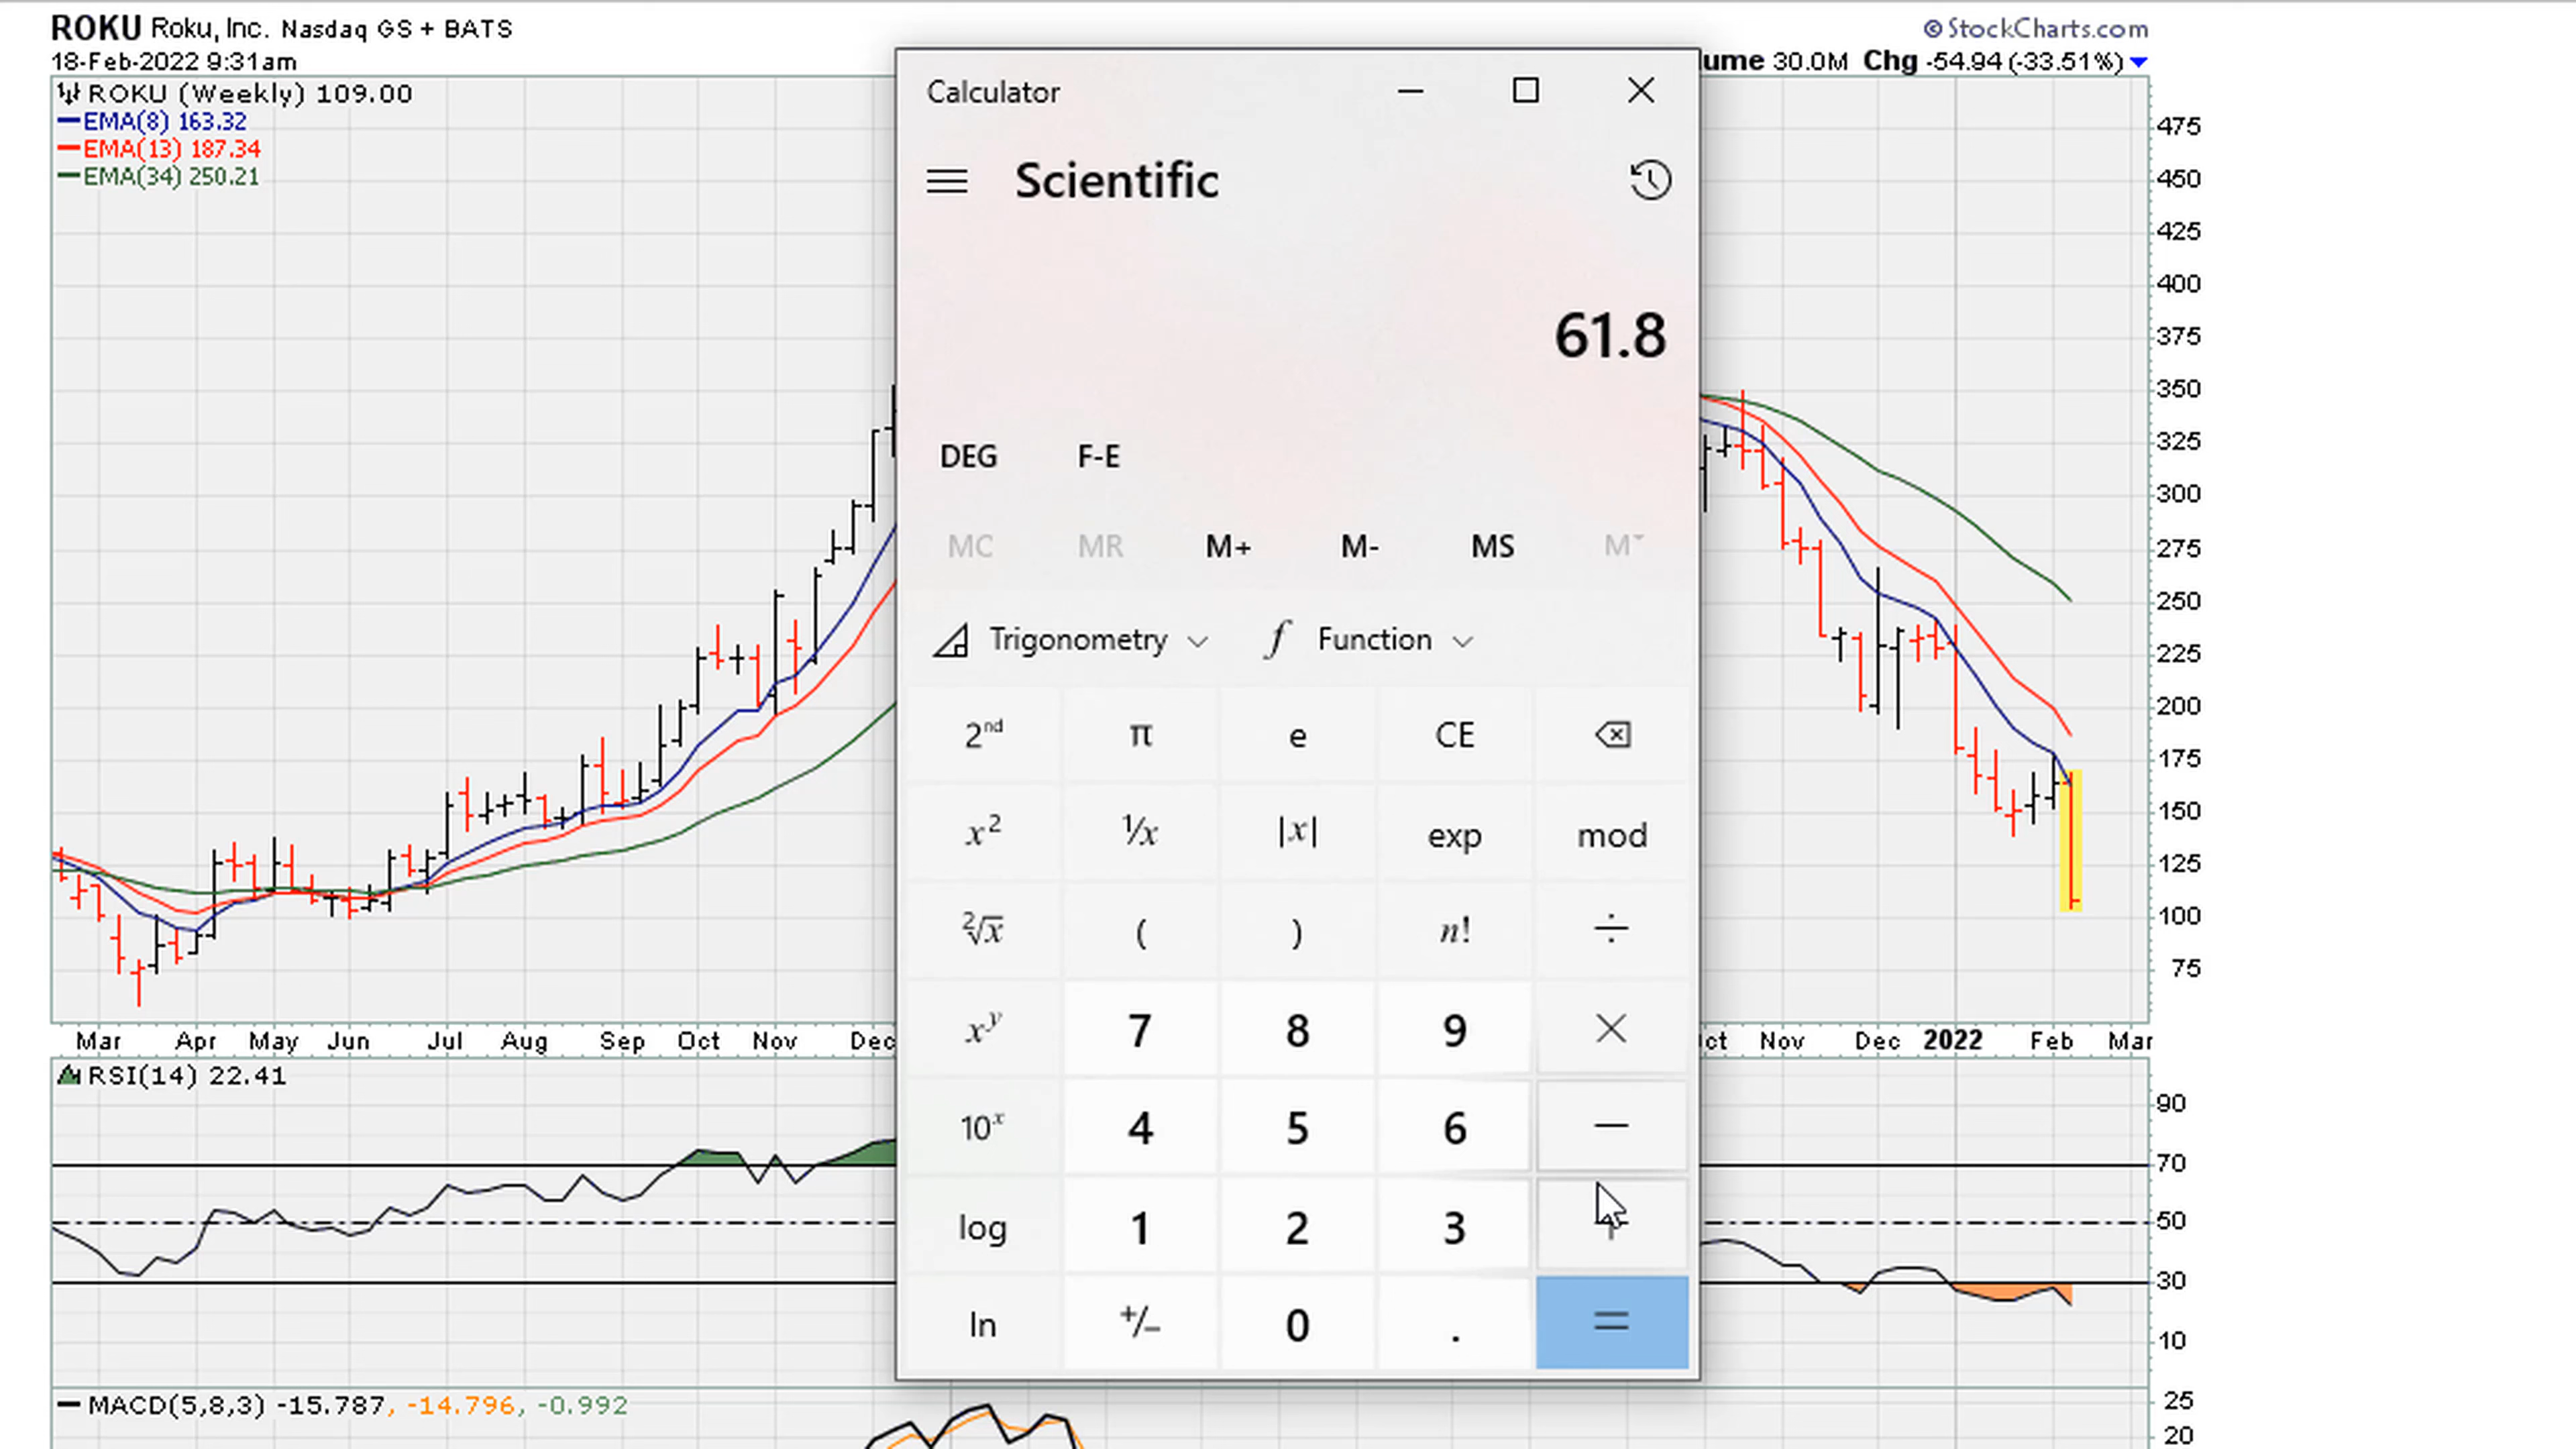 ROKU Roku, Inc. Nasdaq GS + BATS
© StockCharts.com
18-Feb-2022 9:31am
ume 30.0M Chg -54.94 (-33.51%)
ROKU (Weekly) 109.00
EMA(8) 163.32
EMA(13) 187.34
EMA(34) 250.21
Calculator
Scientific
61.8
DEG F-E
MC MR M+ M- MS M
Trigonometry f Function
2nd π e CE
x2 1/x |x| exp mod
2√x ( ) n! ÷
xy 7 8 9 ×
10x 4 5 6 −
log 1 2 3 +
ln +/− 0 . =
475
450
425
400
375
350
325
300
275
250
225
200
175
150
125
100
75
Mar Apr May Jun Jul Aug Sep Oct Nov Dec
ct Nov Dec 2022 Feb Mar
RSI(14) 22.41
90
70
50
30
10
MACD(5,8,3) -15.787, -14.796, -0.992
25
20